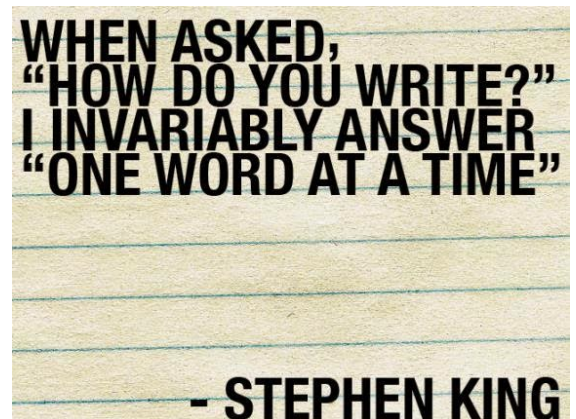 WHEN ASKED,
“HOW DO YOU WRITE?”
I INVARIABLY ANSWER
“ONE WORD AT A TIME”
- STEPHEN KING